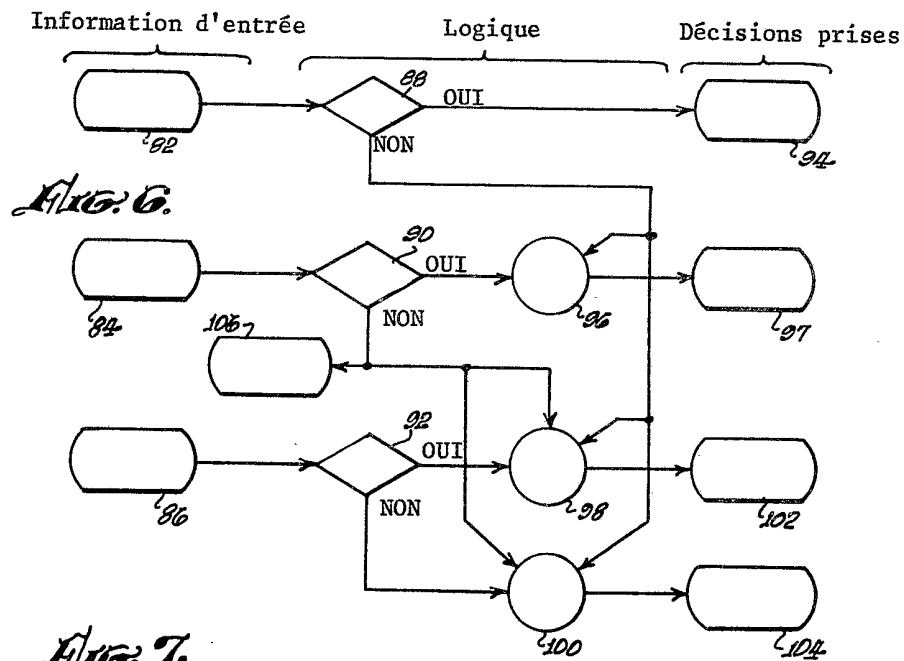 Information d'entrée
Logique
Décisions prises
88
OUI
82
NON
94
FIG. 6.
90
OUI
84
NON
96
97
106
92
OUI
86
NON
98
102
100
104
FIG. 7.